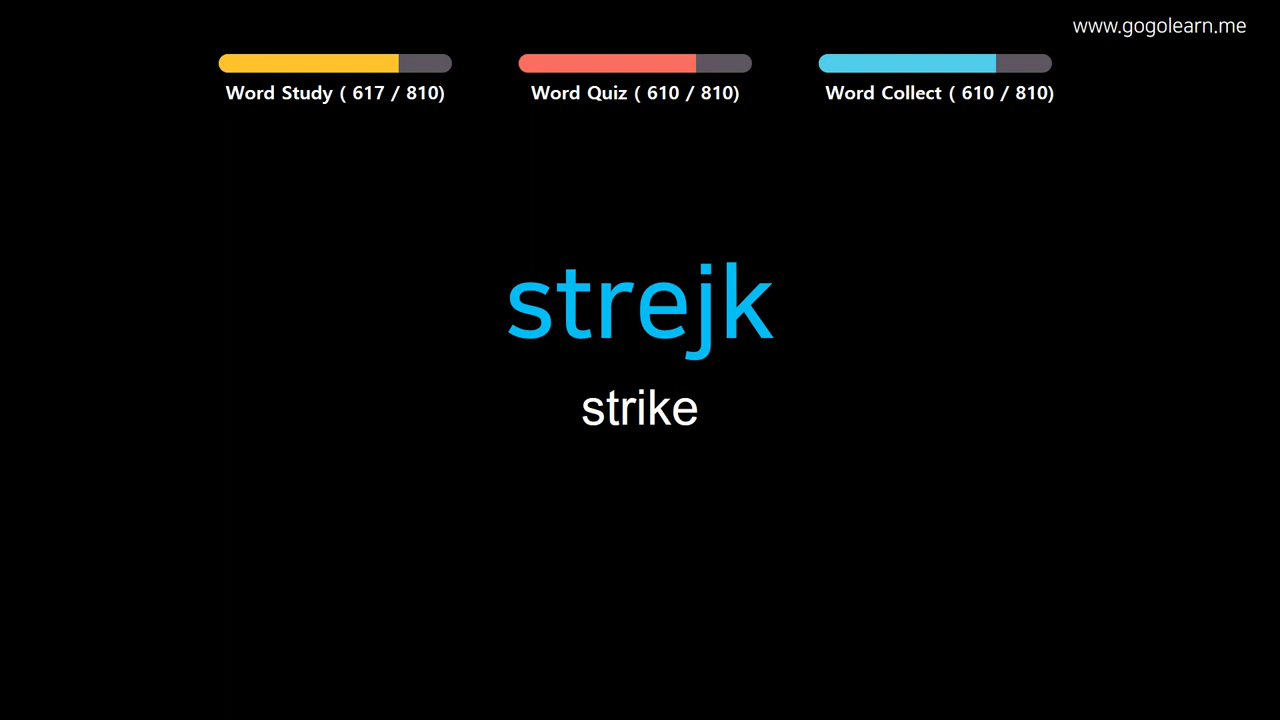 www.gogolearn.me
Word Study ( 617 / 810)
Word Quiz ( 610 / 810)
Word Collect ( 610 / 810)
strejk
strike